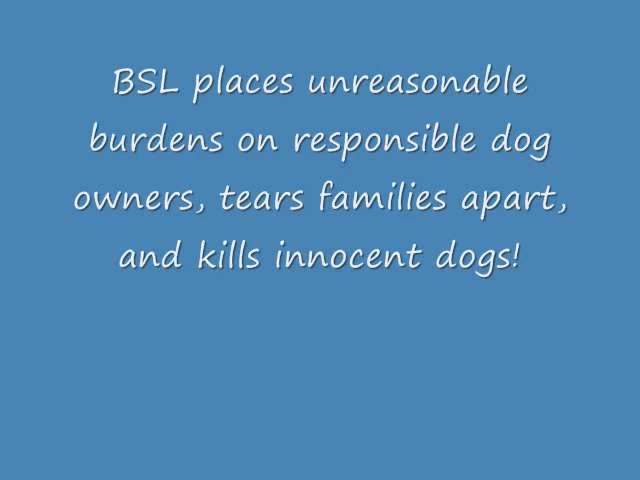 BSL places unreasonable
burdens on responsible dog
owners, tears families apart,
and kills innocent dogs!